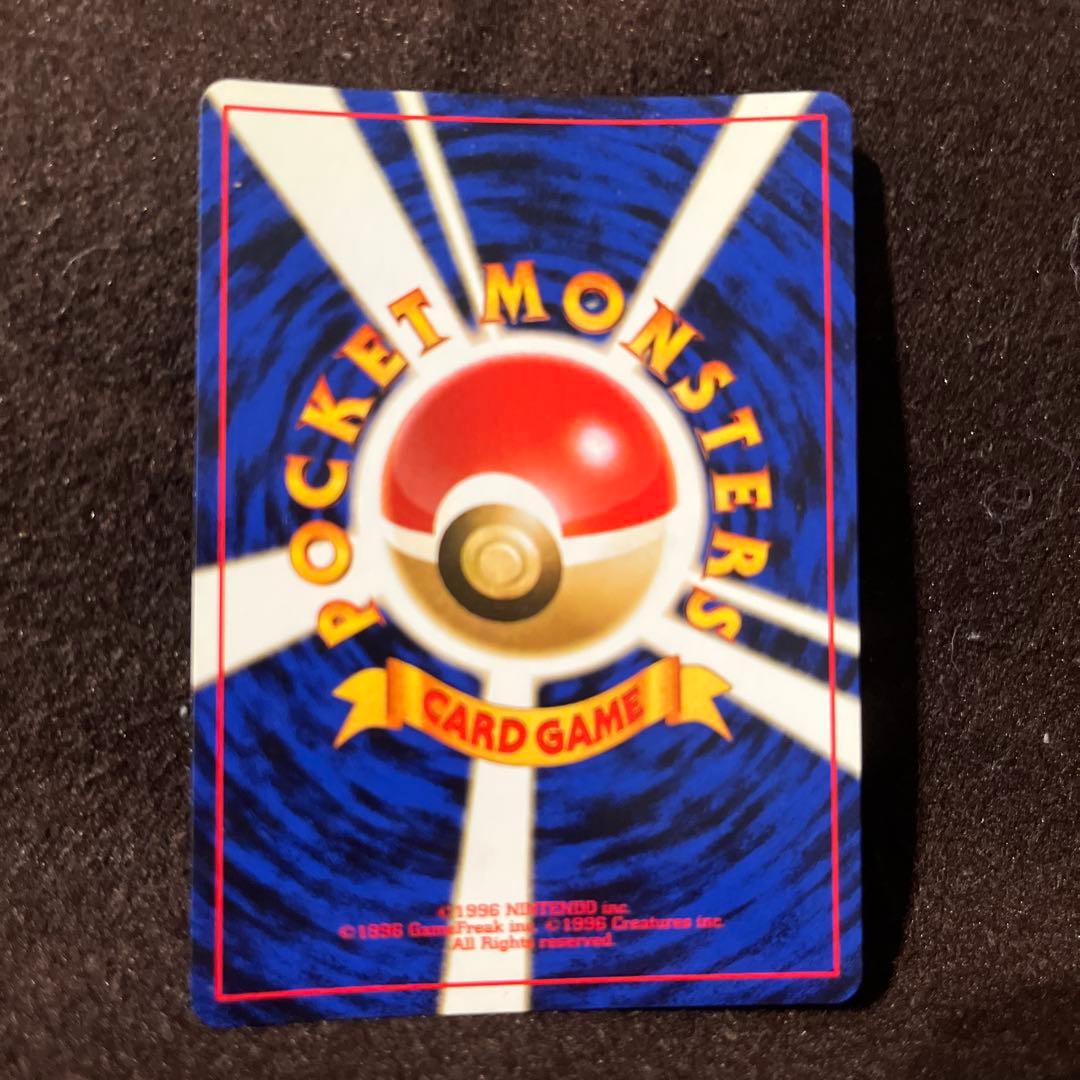 POCKET MONSTERS
CARD GAME
©1996 NINTENDO inc.
©1996 GameFreak inc. ©1996 Creatures inc.
All Rights reserved.